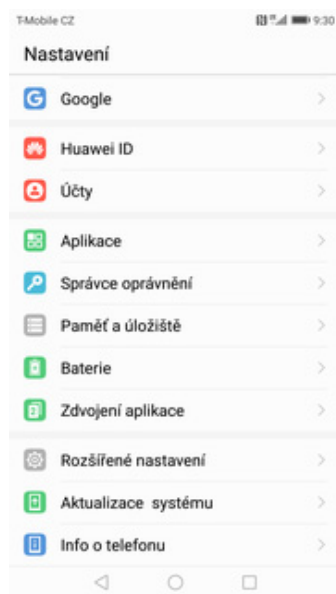 T-Mobile CZ 9:30
Nastavení
Google
Huawei ID
Účty
Aplikace
Správce oprávnění
Paměť a úložiště
Baterie
Zdvojení aplikace
Rozšířené nastavení
Aktualizace systému
Info o telefonu